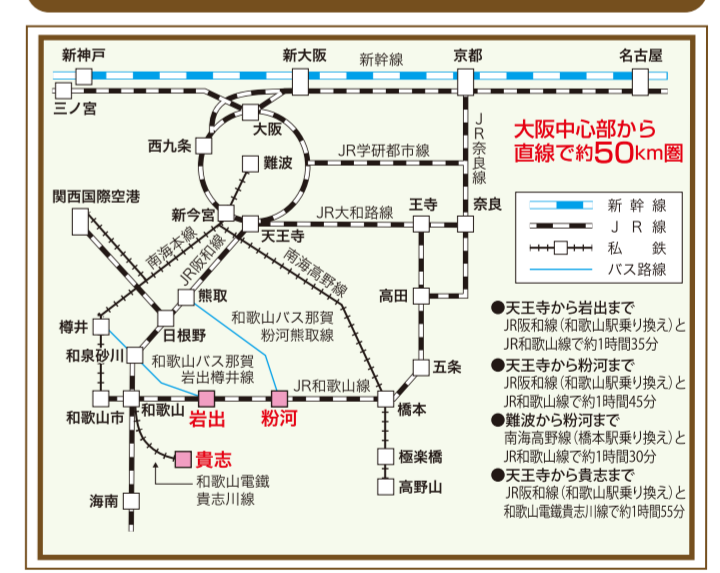 新神戸
新大阪
新幹線
京都
名古屋
三ノ宮
大阪
西九条
難波
JR学研都市線
JR奈良線
大阪中心部から
直線で約50km圏
関西国際空港
新今宮
天王寺
JR大和路線
王寺
奈良
新幹線
JR線
私鉄
バス路線
南海本線
JR阪和線
南海高野線
熊取
高田
樽井
日根野
和歌山バス那賀
粉河熊取線
和泉砂川
和歌山バス那賀
岩出樽井線
五条
JR和歌山線
和歌山市
和歌山
岩出
粉河
橋本
貴志
和歌山電鐵
貴志川線
極楽橋
高野山
海南
●天王寺から岩出まで
JR阪和線(和歌山駅乗り換え)と
JR和歌山線で約1時間35分
●天王寺から粉河まで
JR阪和線(和歌山駅乗り換え)と
JR和歌山線で約1時間45分
●難波から粉河まで
南海高野線(橋本駅乗り換え)と
JR和歌山線で約1時間30分
●天王寺から貴志まで
JR阪和線(和歌山駅乗り換え)と
和歌山電鐵貴志川線で約1時間55分